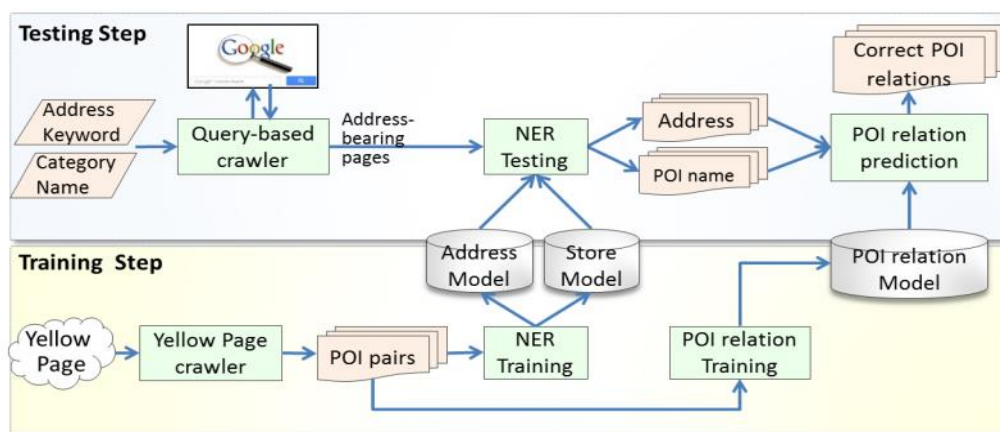 Testing Step
Google
Address
Keyword
Category
Name
Query-based
crawler
Address-
bearing
pages
NER
Testing
Address
POI name
Correct POI
relations
POI relation
prediction
Address
Model
Store
Model
POI relation
Model
Training Step
Yellow
Page
Yellow Page
crawler
POI pairs
NER
Training
POI relation
Training